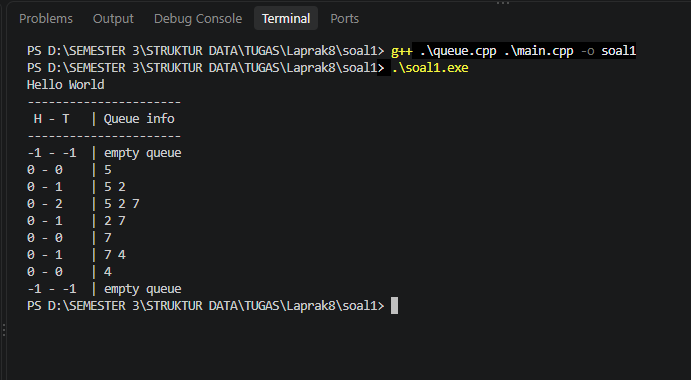 Problems Output Debug Console Terminal Ports
PS D:\SEMESTER 3\STRUKTUR DATA\TUGAS\Laprak8\soal1> g++ .\queue.cpp .\main.cpp -o soal1
PS D:\SEMESTER 3\STRUKTUR DATA\TUGAS\Laprak8\soal1> .\soal1.exe
Hello World
----------------------
 H - T   | Queue info
----------------------
-1 - -1  | empty queue
0 - 0    | 5
0 - 1    | 5 2
0 - 2    | 5 2 7
0 - 1    | 2 7
0 - 0    | 7
0 - 1    | 7 4
0 - 0    | 4
-1 - -1  | empty queue
PS D:\SEMESTER 3\STRUKTUR DATA\TUGAS\Laprak8\soal1>